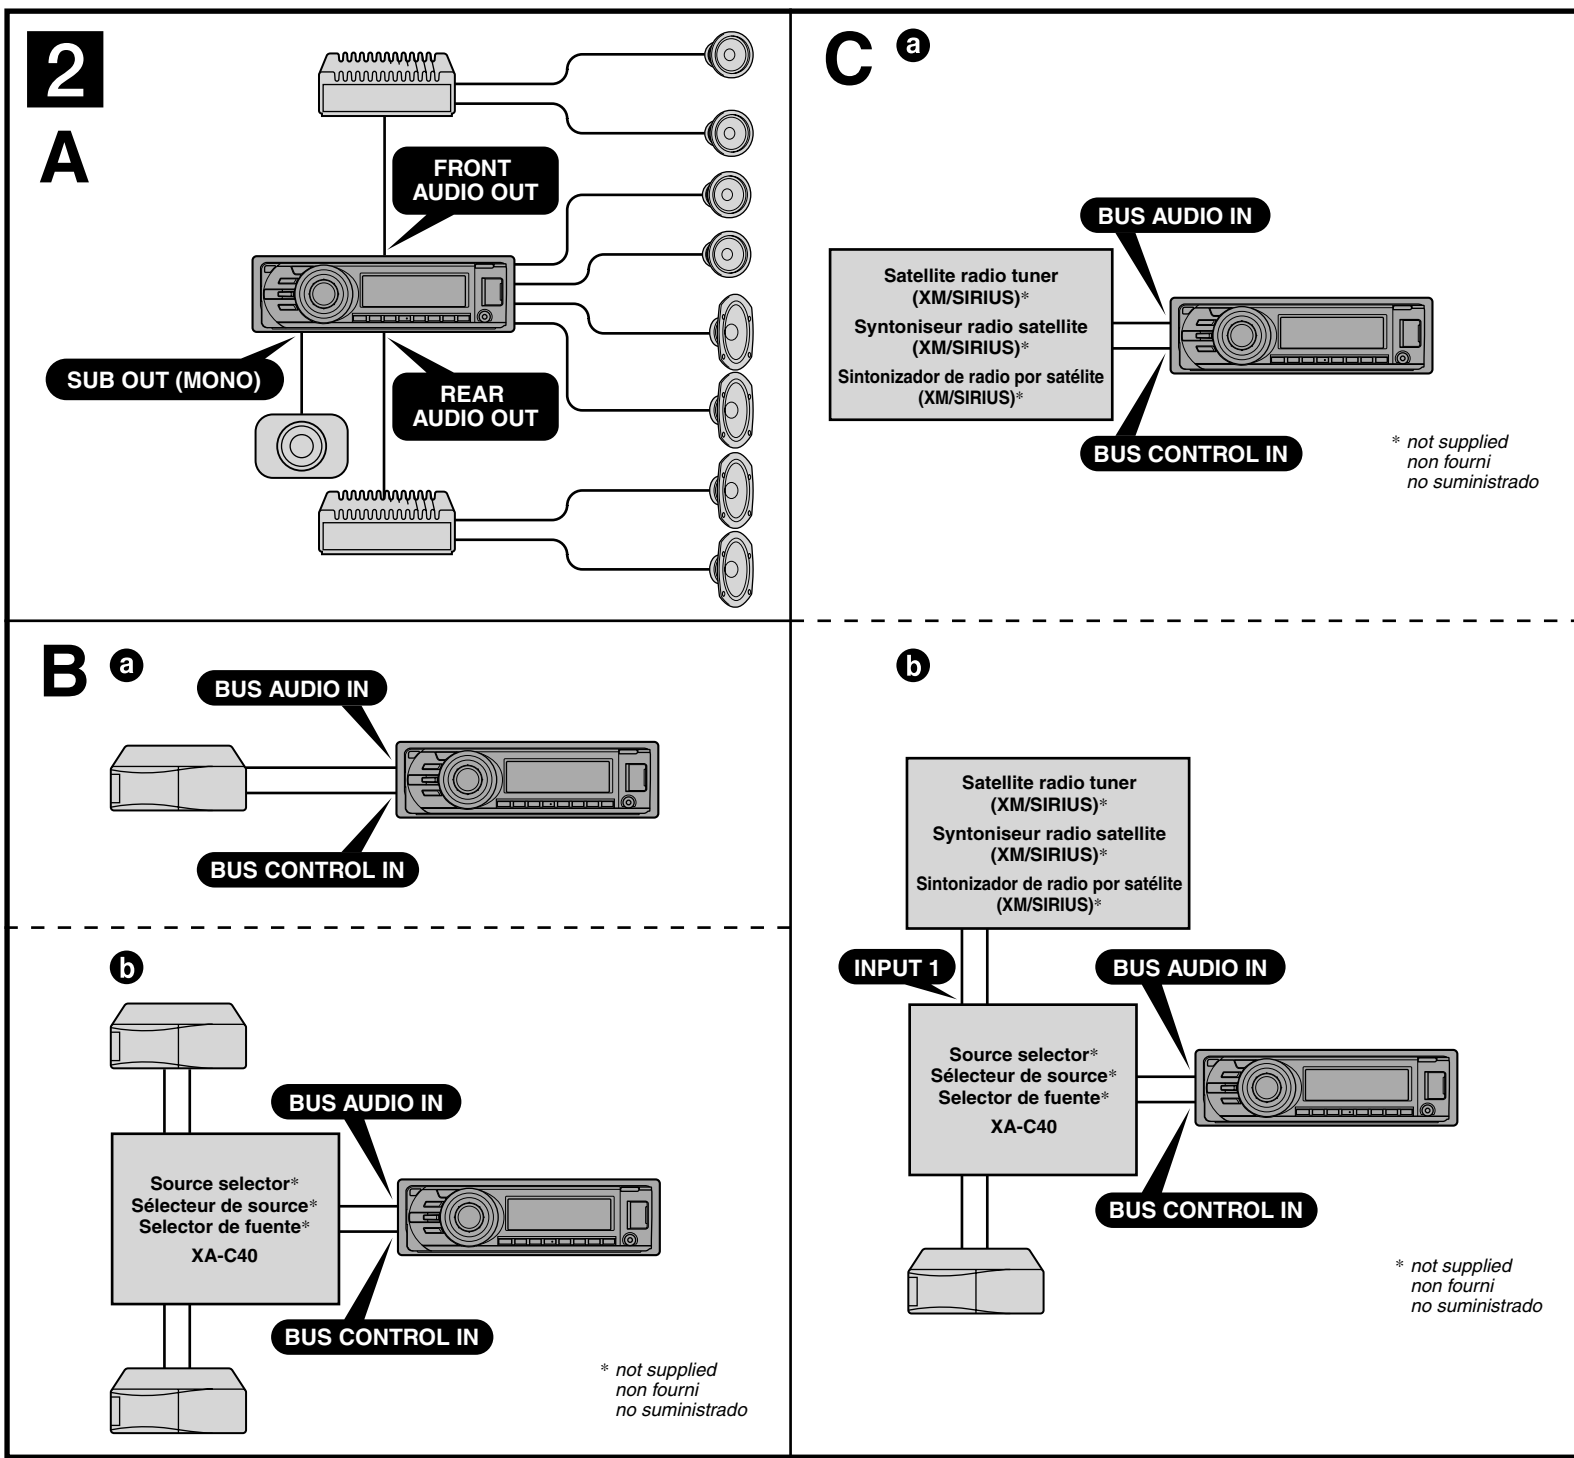 2
A
FRONT
AUDIO OUT
SUB OUT (MONO)
REAR
AUDIO OUT
B
a
BUS AUDIO IN
BUS CONTROL IN
b
BUS AUDIO IN
Source selector*
Sélecteur de source*
Selector de fuente*
XA-C40
BUS CONTROL IN
* not supplied
non fourni
no suministrado
C
a
BUS AUDIO IN
Satellite radio tuner
(XM/SIRIUS)*
Syntoniseur radio satellite
(XM/SIRIUS)*
Sintonizador de radio por satélite
(XM/SIRIUS)*
BUS CONTROL IN
* not supplied
non fourni
no suministrado
b
Satellite radio tuner
(XM/SIRIUS)*
Syntoniseur radio satellite
(XM/SIRIUS)*
Sintonizador de radio por satélite
(XM/SIRIUS)*
INPUT 1
BUS AUDIO IN
Source selector*
Sélecteur de source*
Selector de fuente*
XA-C40
BUS CONTROL IN
* not supplied
non fourni
no suministrado